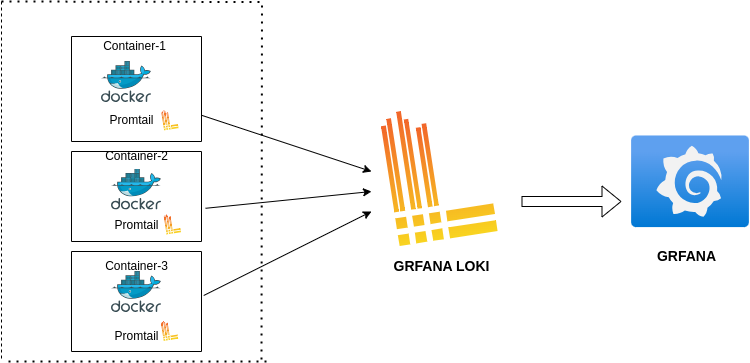 Container-1
docker
Promtail
Container-2
docker
Promtail
Container-3
docker
Promtail
GRFANA LOKI
GRFANA